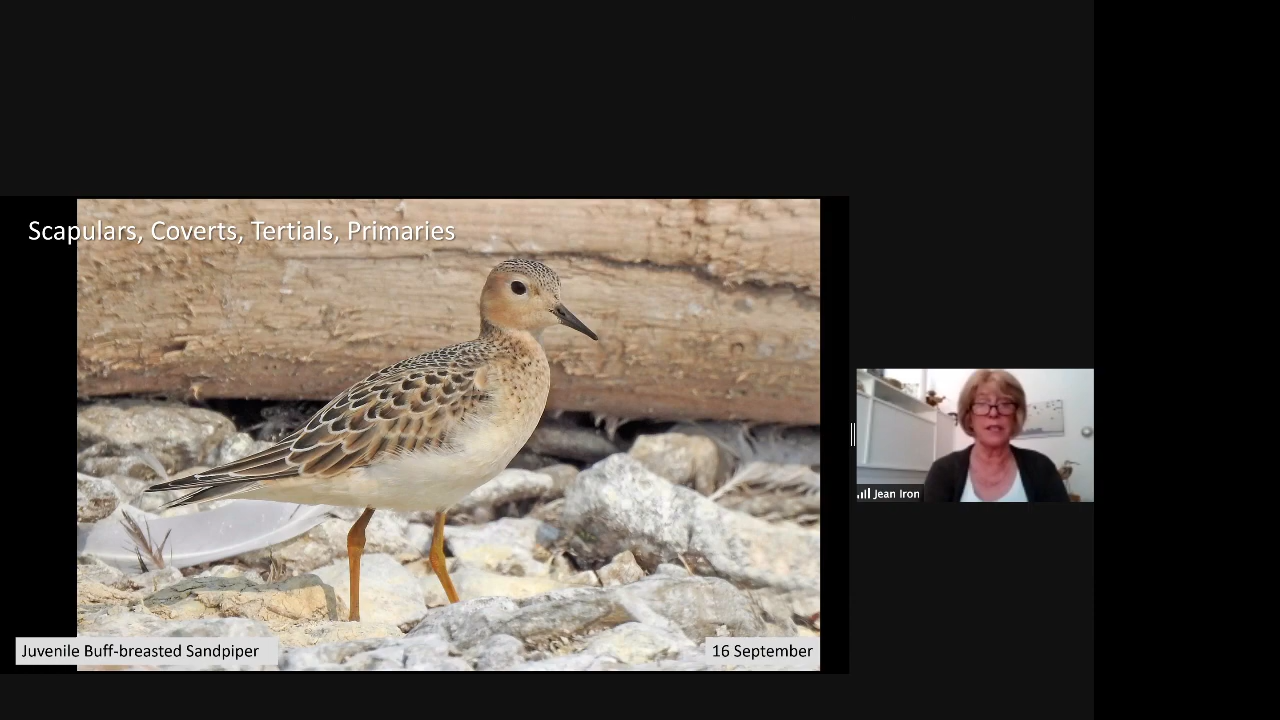 Scapulars, Coverts, Tertials, Primaries
Jean Iron
Juvenile Buff-breasted Sandpiper
16 September